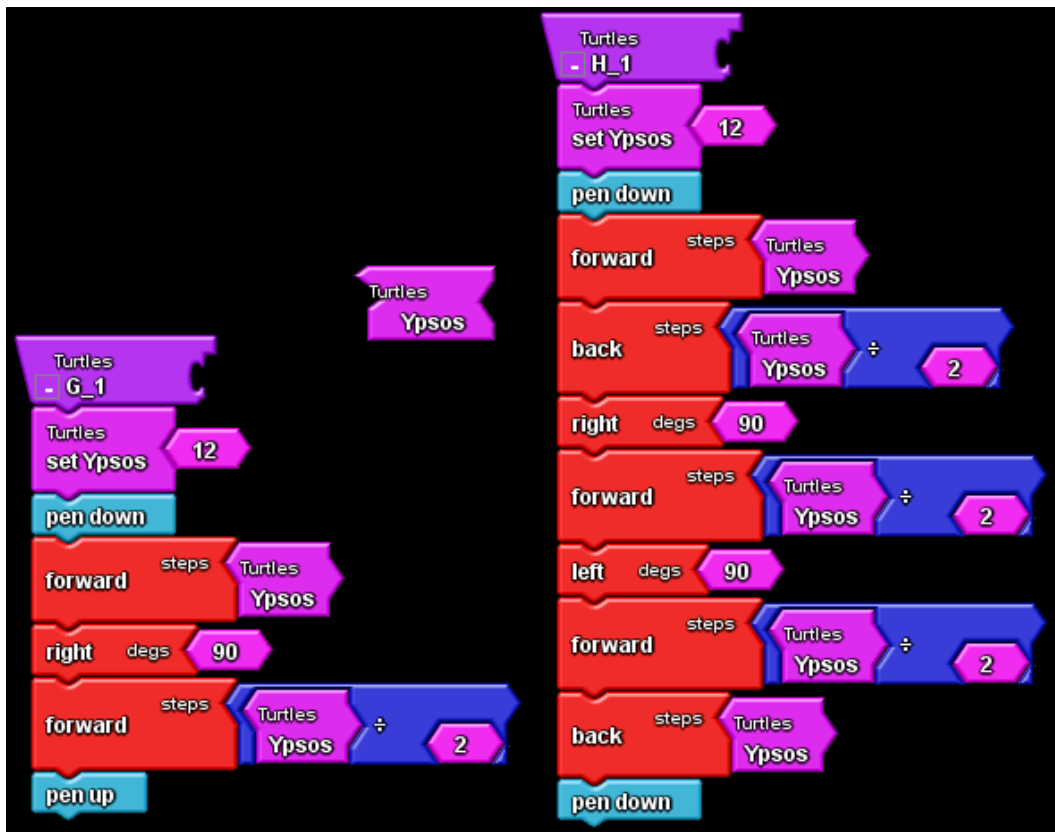 Turtles
- G_1
Turtles
set Ypsos 12
pen down
forward steps Turtles
Ypsos
right degs 90
forward steps Turtles
Ypsos ÷ 2
pen up
Turtles
Ypsos
Turtles
- H_1
Turtles
set Ypsos 12
pen down
forward steps Turtles
Ypsos
back steps Turtles
Ypsos ÷ 2
right degs 90
forward steps Turtles
Ypsos ÷ 2
left degs 90
forward steps Turtles
Ypsos ÷ 2
back steps Turtles
Ypsos
pen down